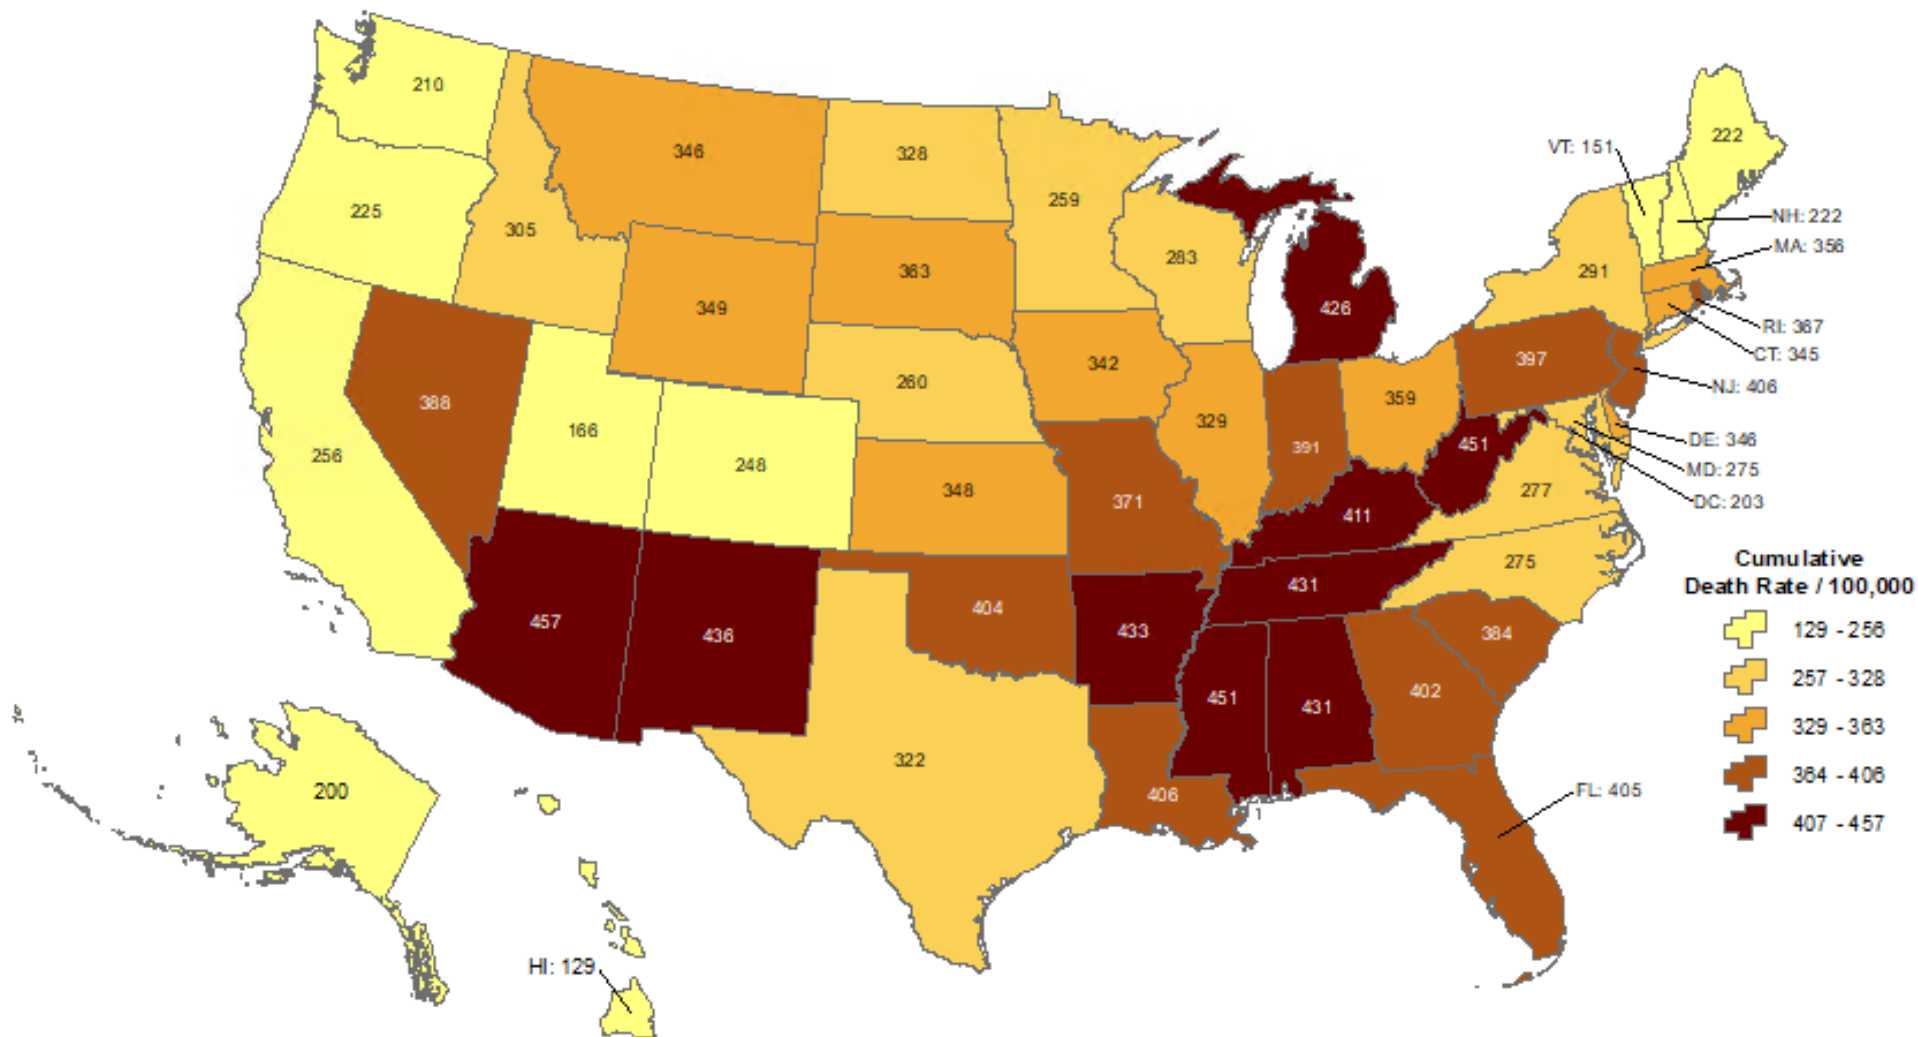 210
346
328
259
VT: 151
222
225
305
NH: 222
MA: 356
283
291
363
349
426
RI: 367
CT: 345
342
397
260
NJ: 406
388
359
329
166
DE: 346
256
248
391
451
MD: 275
348
277
DC: 203
371
411
275
431
404
457
436
433
384
402
451
431
322
406
FL: 405
200
HI: 129
Cumulative
Death Rate / 100,000
129 - 256
257 - 328
329 - 363
364 - 406
407 - 457